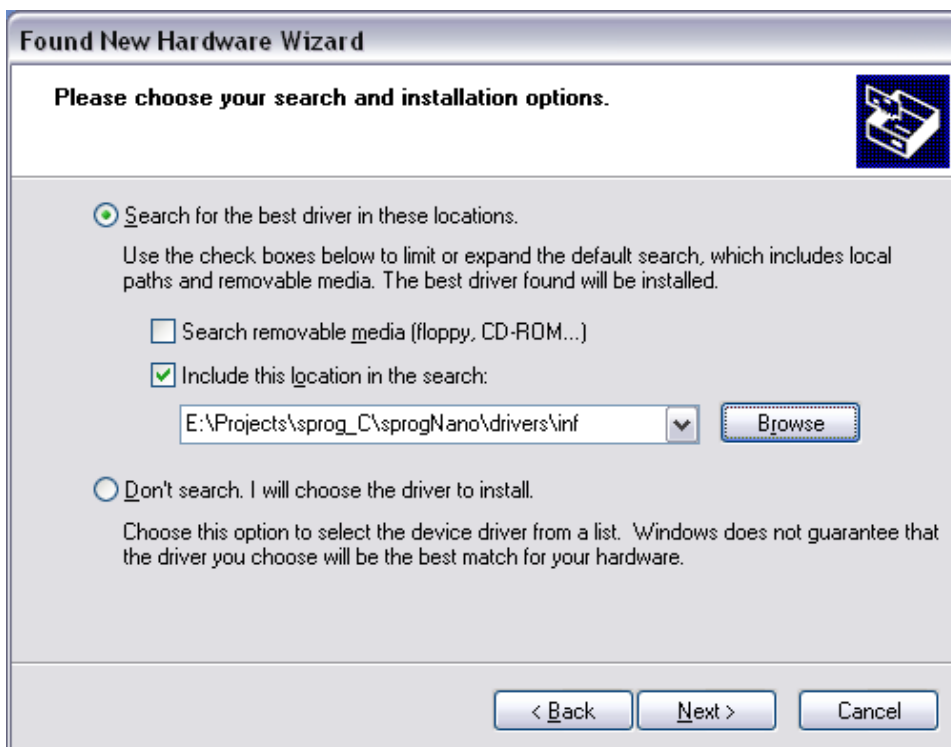 Found New Hardware Wizard
Please choose your search and installation options.
Search for the best driver in these locations.
Use the check boxes below to limit or expand the default search, which includes local
paths and removable media. The best driver found will be installed.
Search removable media (floppy, CD-ROM...)
Include this location in the search:
E:\Projects\sprog_C\sprogNano\drivers\inf
Browse
Don't search. I will choose the driver to install.
Choose this option to select the device driver from a list. Windows does not guarantee that
the driver you choose will be the best match for your hardware.
< Back Next > Cancel